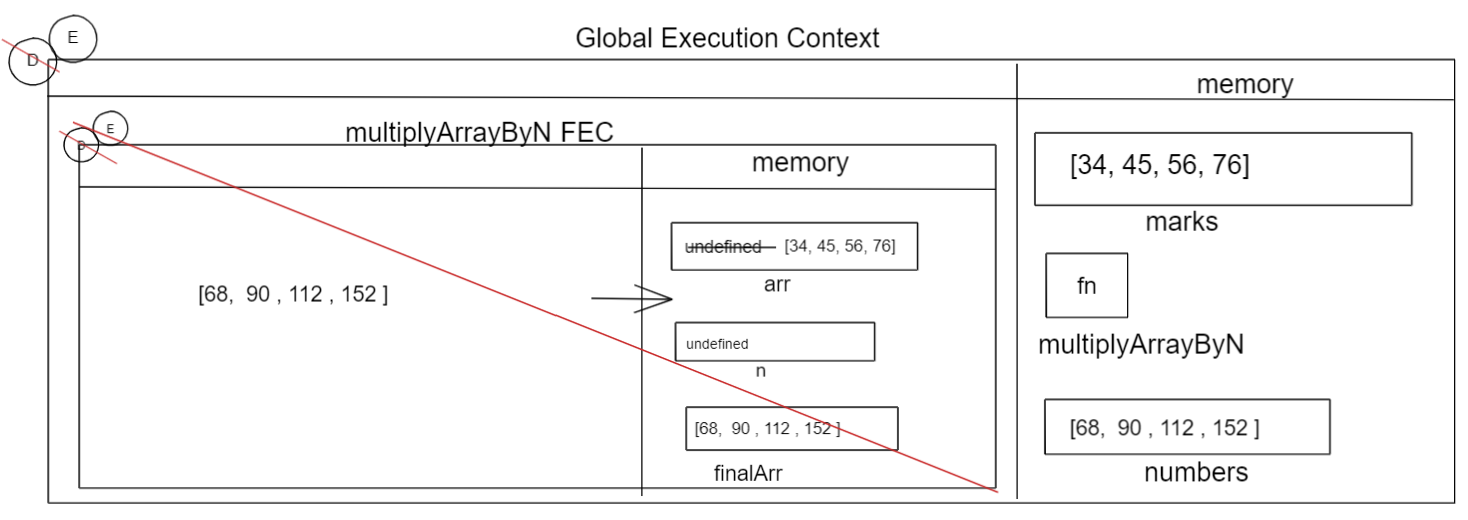 E
D
Global Execution Context
memory
E
D
multiplyArrayByN FEC
memory
[34, 45, 56, 76]
marks
undefined [34, 45, 56, 76]
arr
[68, 90 , 112 , 152 ]
fn
multiplyArrayByN
undefined
n
[68, 90 , 112 , 152 ]
finalArr
[68, 90 , 112 , 152 ]
numbers